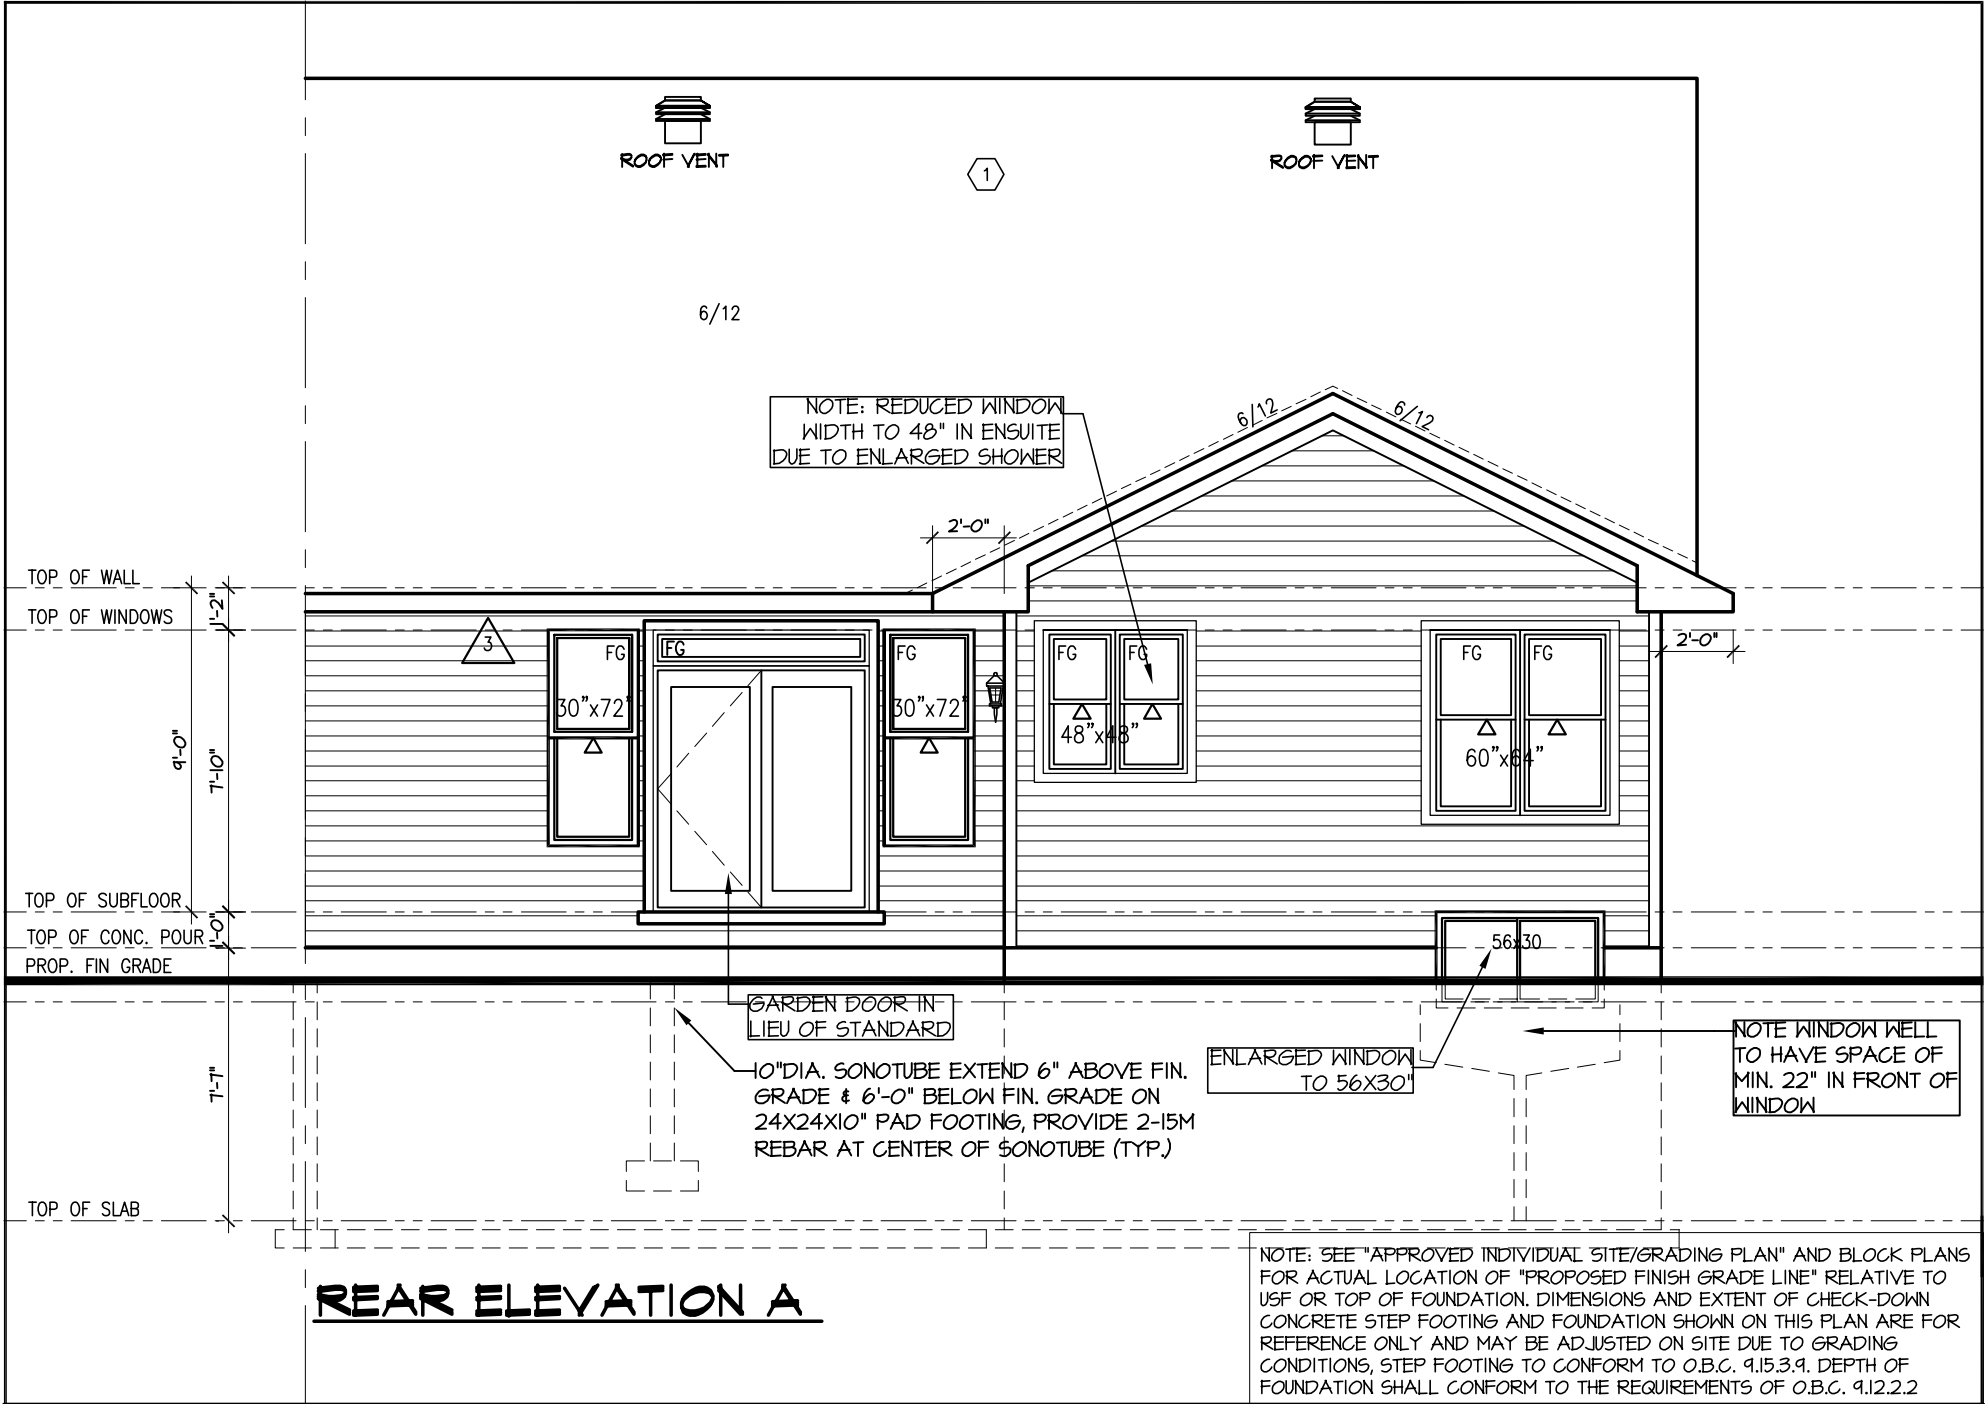 ROOF VENT
ROOF VENT
1
6/12
NOTE: REDUCED WINDOW
WIDTH TO 48" IN ENSUITE
DUE TO ENLARGED SHOWER
6/12
6/12
2'-0"
TOP OF WALL
TOP OF WINDOWS
1'-2"
3
FG
FG
FG
FG
FG
FG
FG
2'-0"
30"x72"
30"x72"
48"x48"
60"x64"
9'-0"
7'-10"
TOP OF SUBFLOOR
TOP OF CONC. POUR
1'-0"
PROP. FIN GRADE
56x30
GARDEN DOOR IN
LIEU OF STANDARD
10"DIA. SONOTUBE EXTEND 6" ABOVE FIN.
GRADE & 6'-0" BELOW FIN. GRADE ON
24X24X10" PAD FOOTING, PROVIDE 2-15M
REBAR AT CENTER OF SONOTUBE (TYP.)
ENLARGED WINDOW
TO 56X30"
NOTE WINDOW WELL
TO HAVE SPACE OF
MIN. 22" IN FRONT OF
WINDOW
7'-7"
TOP OF SLAB
REAR ELEVATION A
NOTE: SEE "APPROVED INDIVIDUAL SITE/GRADING PLAN" AND BLOCK PLANS
FOR ACTUAL LOCATION OF "PROPOSED FINISH GRADE LINE" RELATIVE TO
USF OR TOP OF FOUNDATION. DIMENSIONS AND EXTENT OF CHECK-DOWN
CONCRETE STEP FOOTING AND FOUNDATION SHOWN ON THIS PLAN ARE FOR
REFERENCE ONLY AND MAY BE ADJUSTED ON SITE DUE TO GRADING
CONDITIONS, STEP FOOTING TO CONFORM TO O.B.C. 9.15.3.9. DEPTH OF
FOUNDATION SHALL CONFORM TO THE REQUIREMENTS OF O.B.C. 9.12.2.2